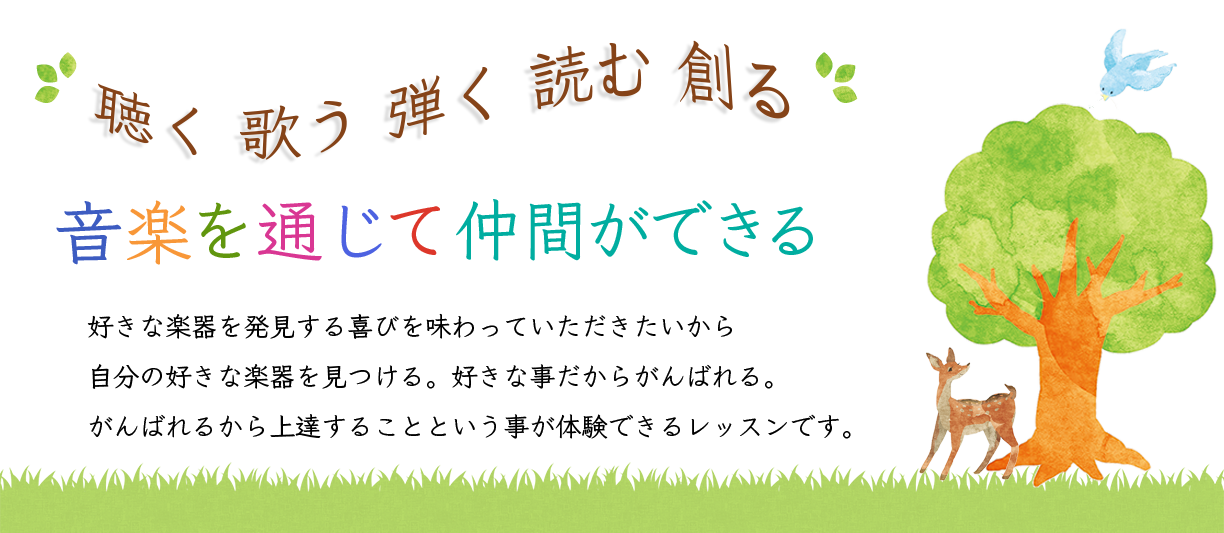 聴く 歌う 弾く 読む 創る
音楽を通じて仲間ができる
好きな楽器を発見する喜びを味わっていただきたいから
自分の好きな楽器を見つける。好きな事だからがんばれる。
がんばれるから上達することという事が体験できるレッスンです。